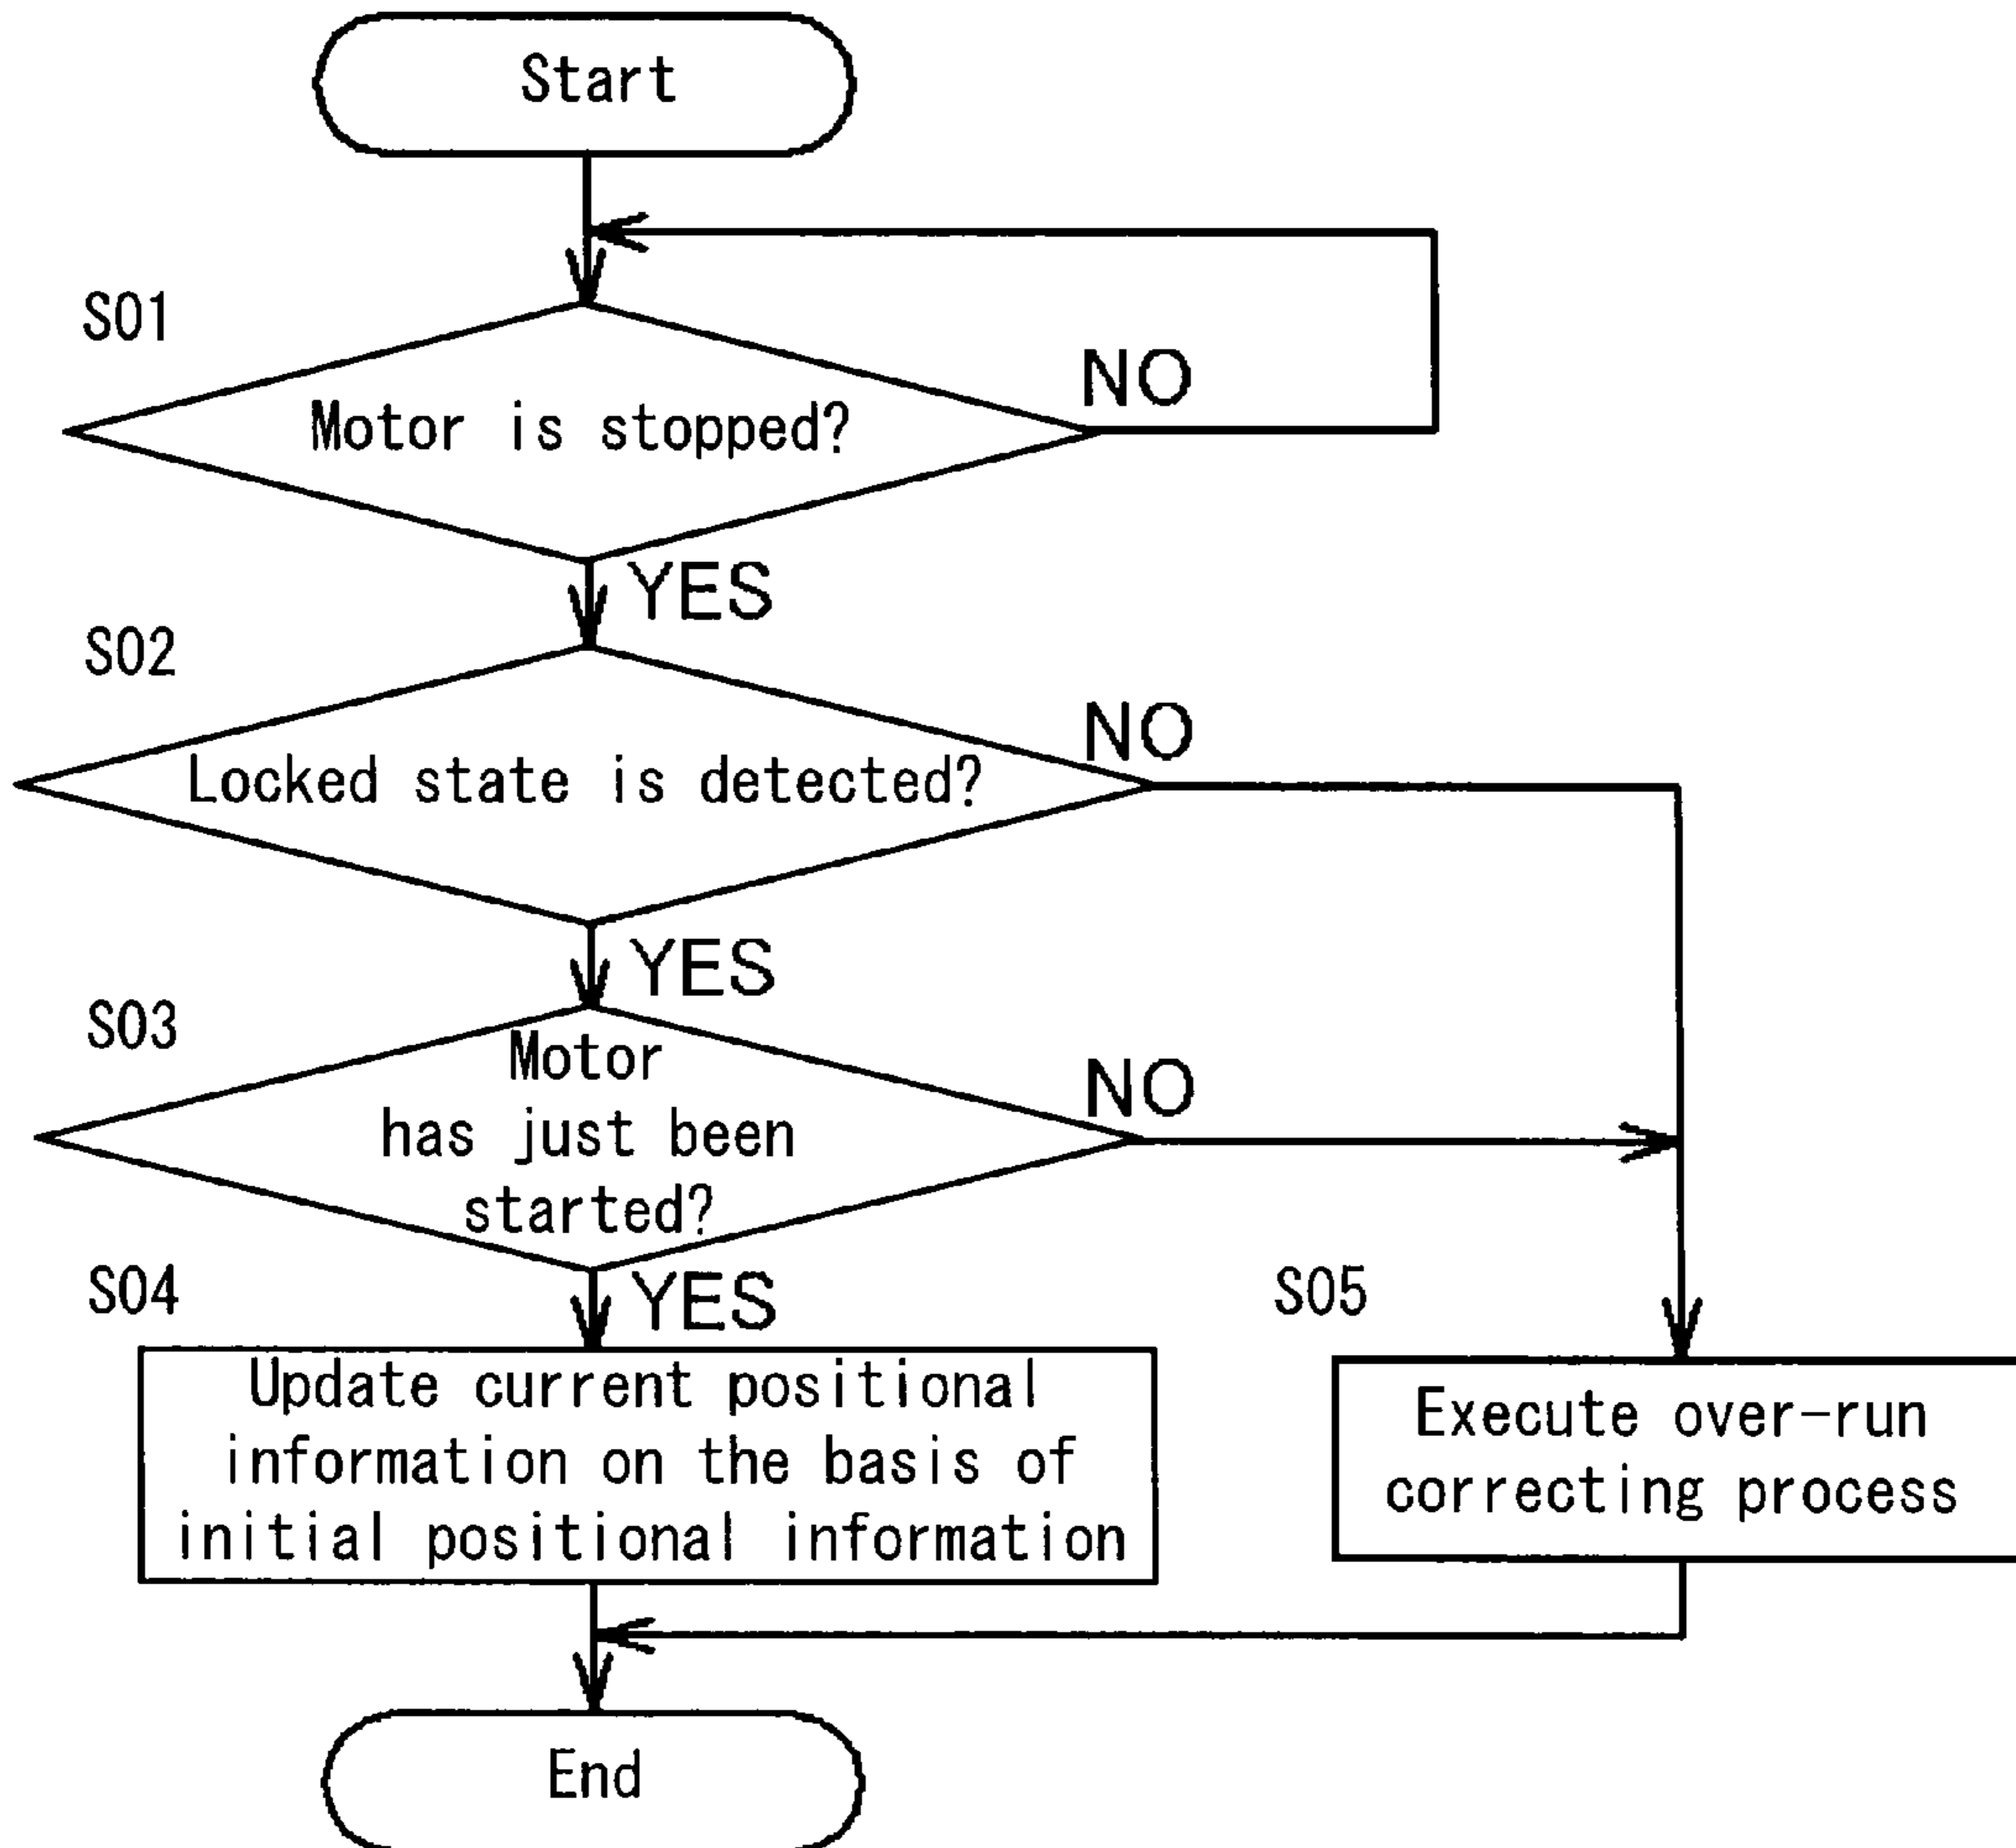 Start
S01
Motor is stopped?
NO
YES
S02
Locked state is detected?
NO
YES
S03
Motor
has just been
started?
NO
YES
S04
Update current positional
information on the basis of
initial positional information
S05
Execute over-run
correcting process
End